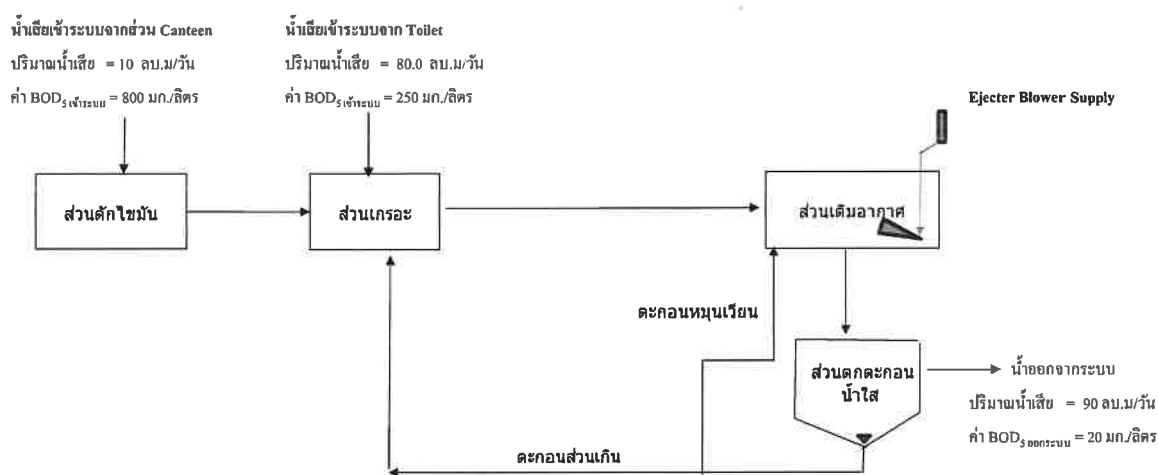 น้ำเสียเข้าระบบจากส่วน Canteen
ปริมาณน้ำเสีย = 10 ลบ.ม/วัน
ค่า BOD5 เข้าระบบ = 800 มก./ลิตร
น้ำเสียเข้าระบบจาก Toilet
ปริมาณน้ำเสีย = 80.0 ลบ.ม/วัน
ค่า BOD5 เข้าระบบ = 250 มก./ลิตร
Ejecter Blower Supply
ส่วนดักไขมัน
ส่วนเกรอะ
ส่วนเติมอากาศ
ตะกอนหมุนเวียน
ส่วนตกตะกอน
น้ำใส
น้ำออกจากระบบ
ปริมาณน้ำเสีย = 90 ลบ.ม/วัน
ค่า BOD5 ออกระบบ = 20 มก./ลิตร
ตะกอนส่วนเกิน